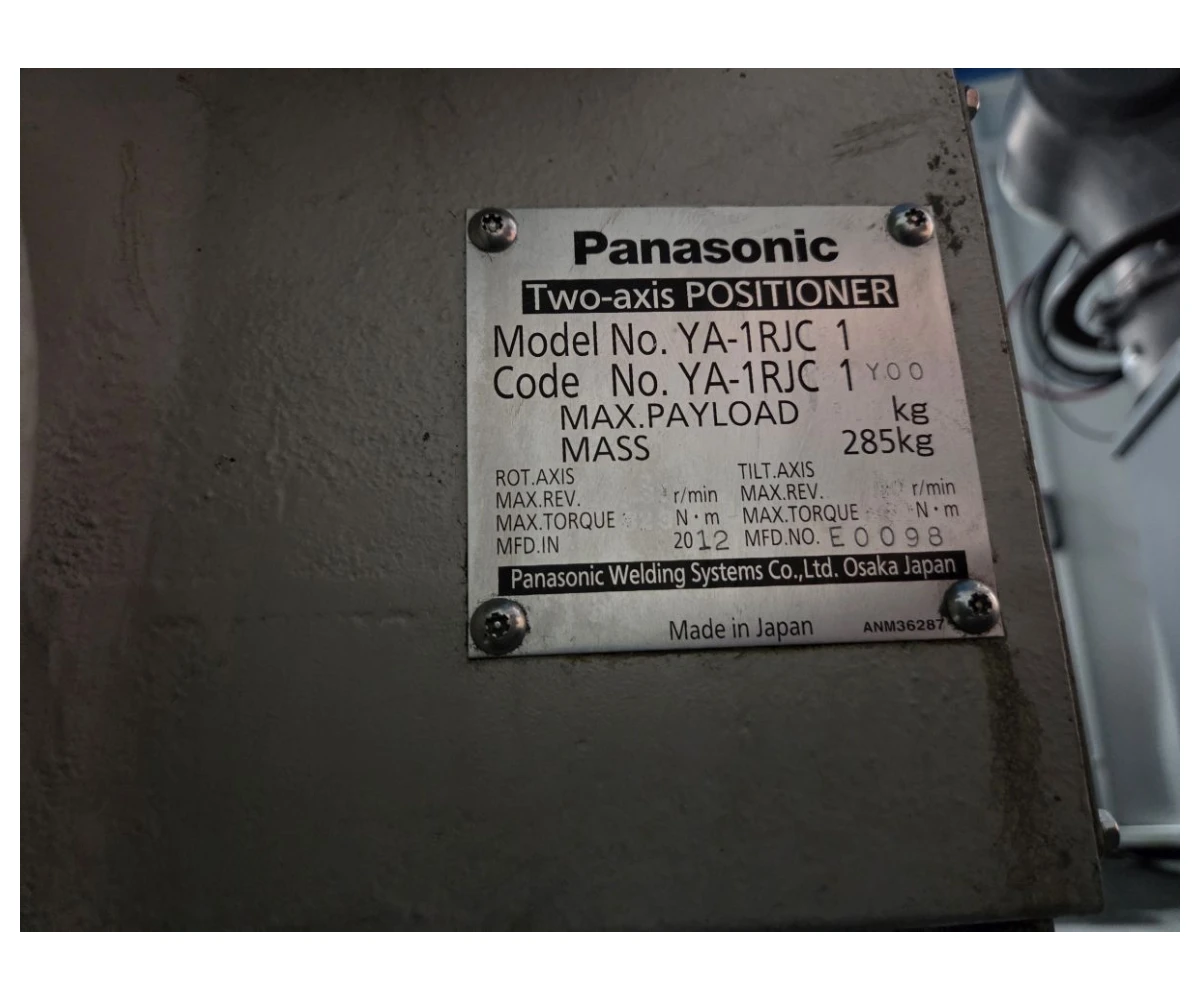 Panasonic
Two-axis POSITIONER
Model No. YA-1RJC 1
Code No. YA-1RJC 1 Y00
MAX.PAYLOAD kg
MASS 285kg
ROT.AXIS TILT.AXIS
MAX.REV. r/min MAX.REV. r/min
MAX.TORQUE N・m MAX.TORQUE N・m
MFD.IN 2012 MFD.NO. E0098
Panasonic Welding Systems Co.,Ltd. Osaka Japan
Made in Japan ANM36287